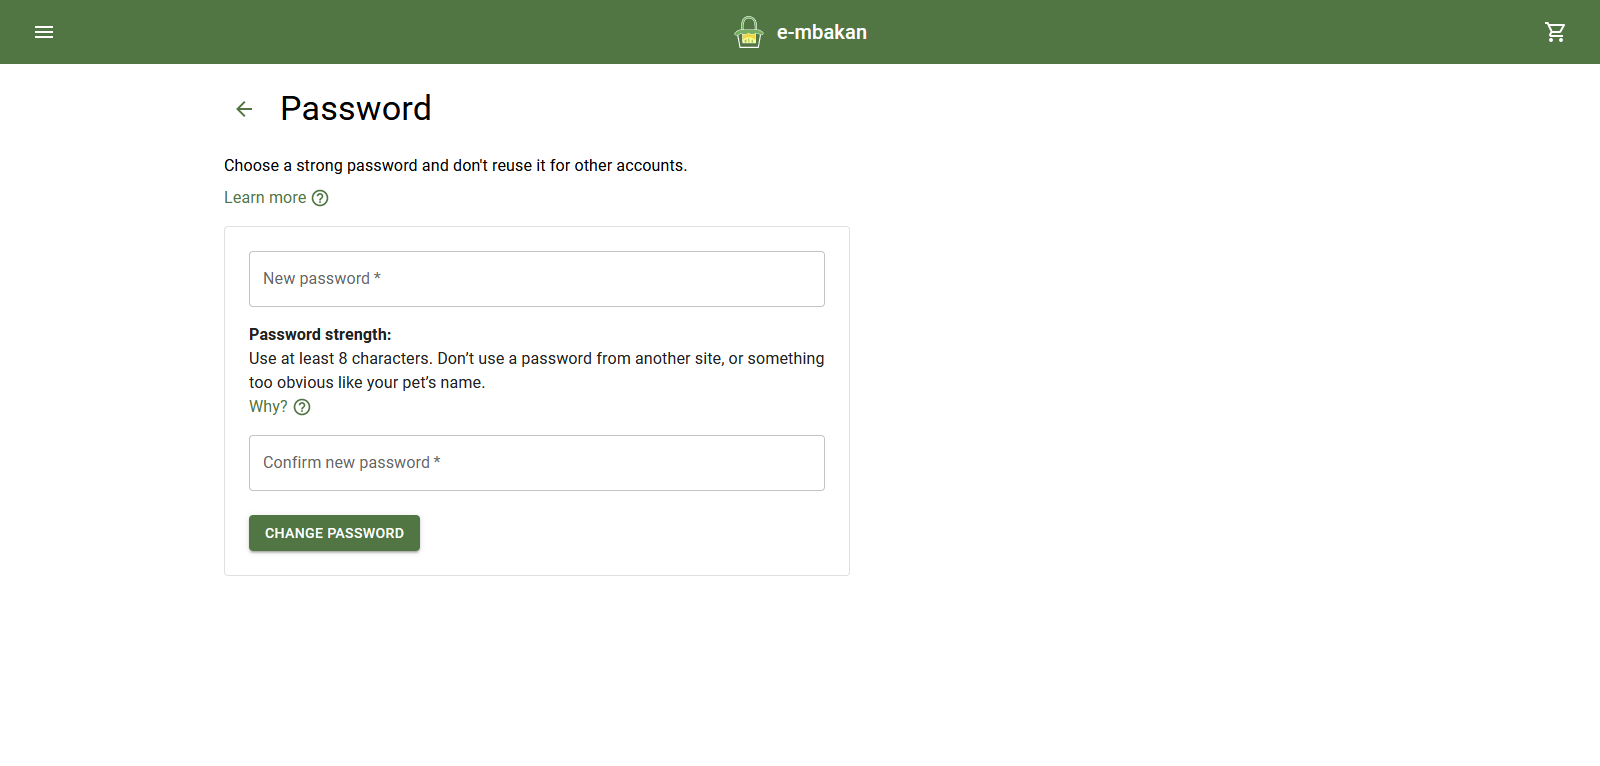 e-mbakan
Password
Choose a strong password and don't reuse it for other accounts.
Learn more
New password *
Password strength:
Use at least 8 characters. Don’t use a password from another site, or something
too obvious like your pet’s name.
Why?
Confirm new password *
CHANGE PASSWORD